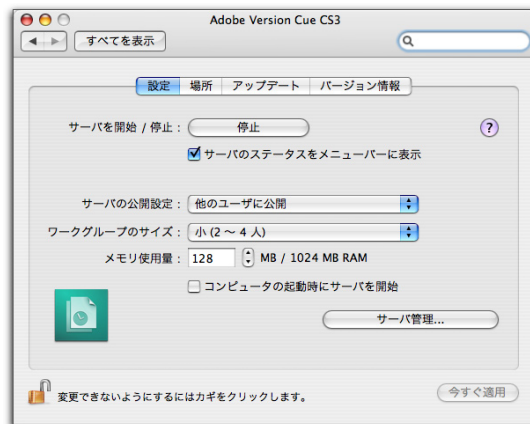 Adobe Version Cue CS3
すべてを表示
設定 場所 アップデート バージョン情報
サーバを開始 / 停止 : 停止
?
サーバのステータスをメニューバーに表示
サーバの公開設定 : 他のユーザに公開
ワークグループのサイズ : 小 (2 〜 4 人)
メモリ使用量 : 128 MB / 1024 MB RAM
コンピュータの起動時にサーバを開始
サーバ管理...
変更できないようにするにはカギをクリックします。
今すぐ適用